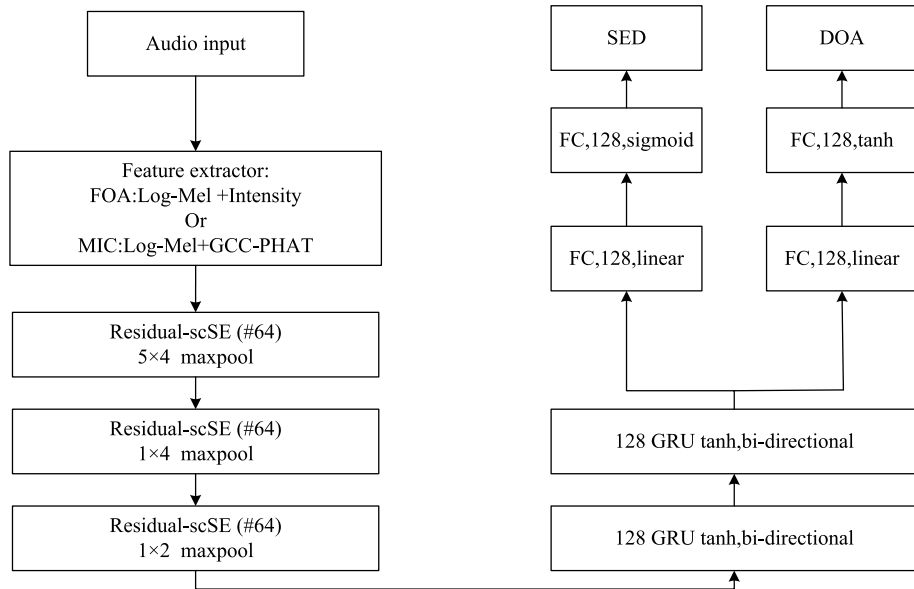 Audio input
Feature extractor:
FOA:Log-Mel +Intensity
Or
MIC:Log-Mel+GCC-PHAT
Residual-scSE (#64)
5×4 maxpool
Residual-scSE (#64)
1×4 maxpool
Residual-scSE (#64)
1×2 maxpool
SED
DOA
FC,128,sigmoid
FC,128,tanh
FC,128,linear
FC,128,linear
128 GRU tanh,bi-directional
128 GRU tanh,bi-directional